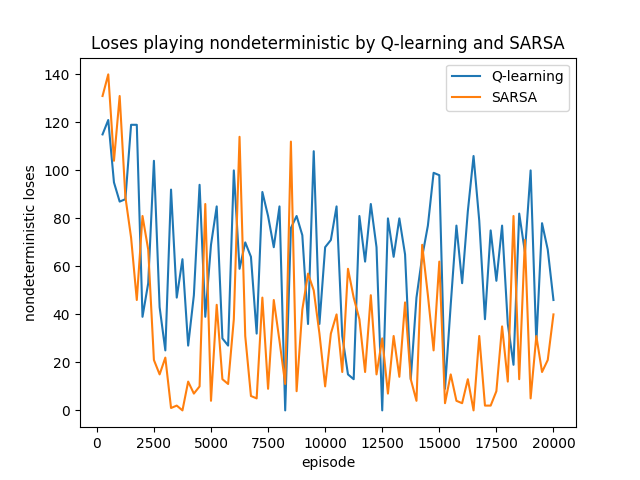 Loses playing nondeterministic by Q-learning and SARSA
Q-learning
SARSA
nondeterministic loses
140
120
100
80
60
40
20
0
0 2500 5000 7500 10000 12500 15000 17500 20000
episode